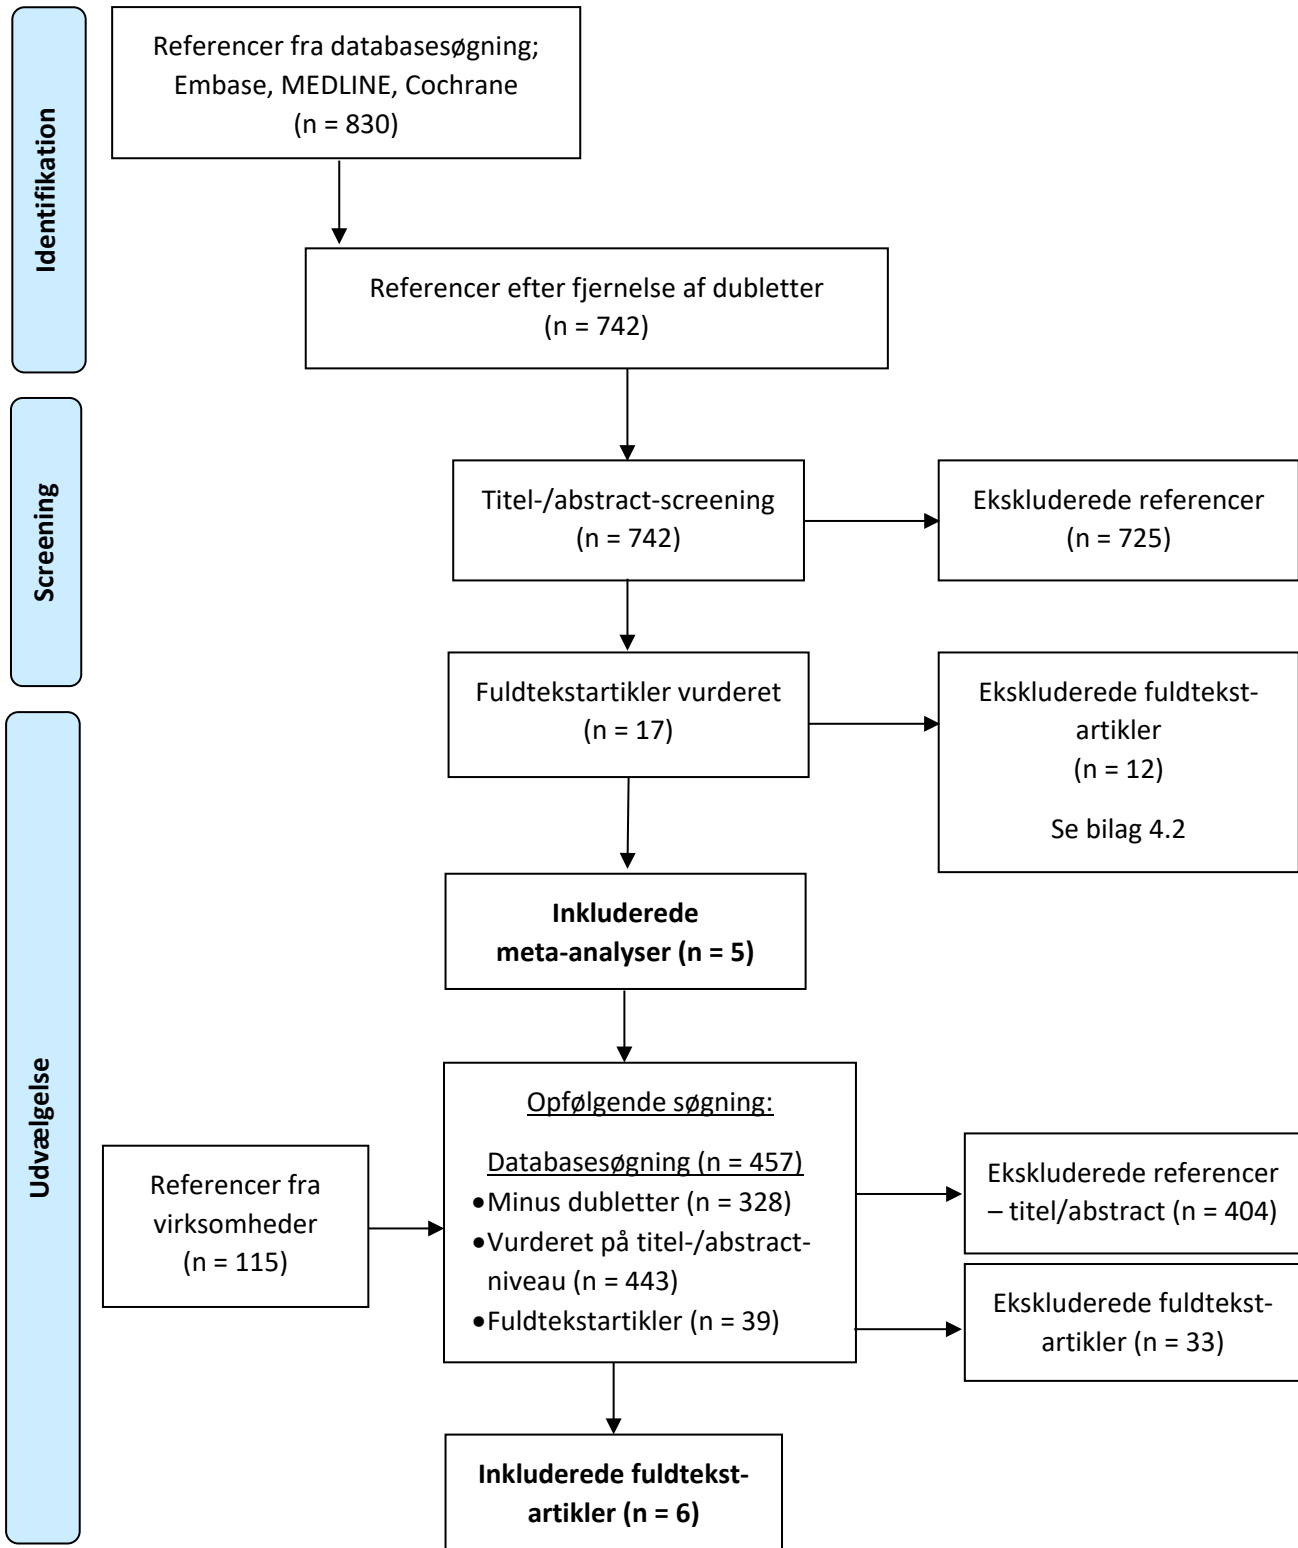 Identifikation
Referencer fra databasesøgning;
Embase, MEDLINE, Cochrane
(n = 830)
Referencer efter fjernelse af dubletter
(n = 742)
Screening
Titel-/abstract-screening
(n = 742)
Ekskluderede referencer
(n = 725)
Fuldtekstartikler vurderet
(n = 17)
Ekskluderede fuldtekst-
artikler
(n = 12)
Se bilag 4.2
Udvælgelse
Inkluderede
meta-analyser (n = 5)
Referencer fra
virksomheder
(n = 115)
Opfølgende søgning:
Databasesøgning (n = 457)
•Minus dubletter (n = 328)
•Vurderet på titel-/abstract-
niveau (n = 443)
•Fuldtekstartikler (n = 39)
Ekskluderede referencer
– titel/abstract (n = 404)
Ekskluderede fuldtekst-
artikler (n = 33)
Inkluderede fuldtekst-
artikler (n = 6)